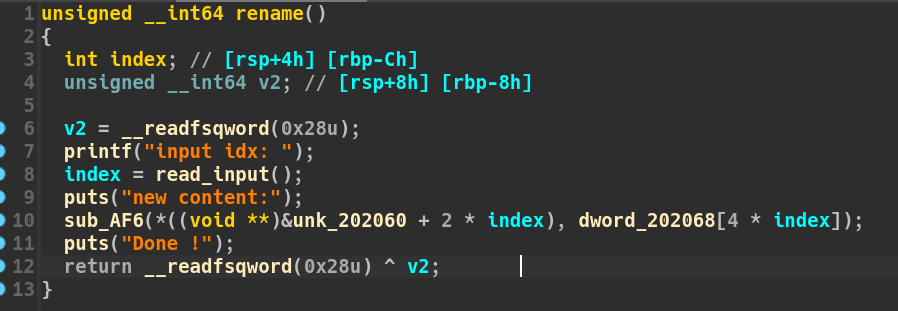 1 unsigned __int64 rename()
2 {
3   int index; // [rsp+4h] [rbp-Ch]
4   unsigned __int64 v2; // [rsp+8h] [rbp-8h]
5
6   v2 = __readfsqword(0x28u);
7   printf("input idx: ");
8   index = read_input();
9   puts("new content:");
10   sub_AF6(*((void **)&unk_202060 + 2 * index), dword_202068[4 * index]);
11   puts("Done !");
12   return __readfsqword(0x28u) ^ v2;
13 }